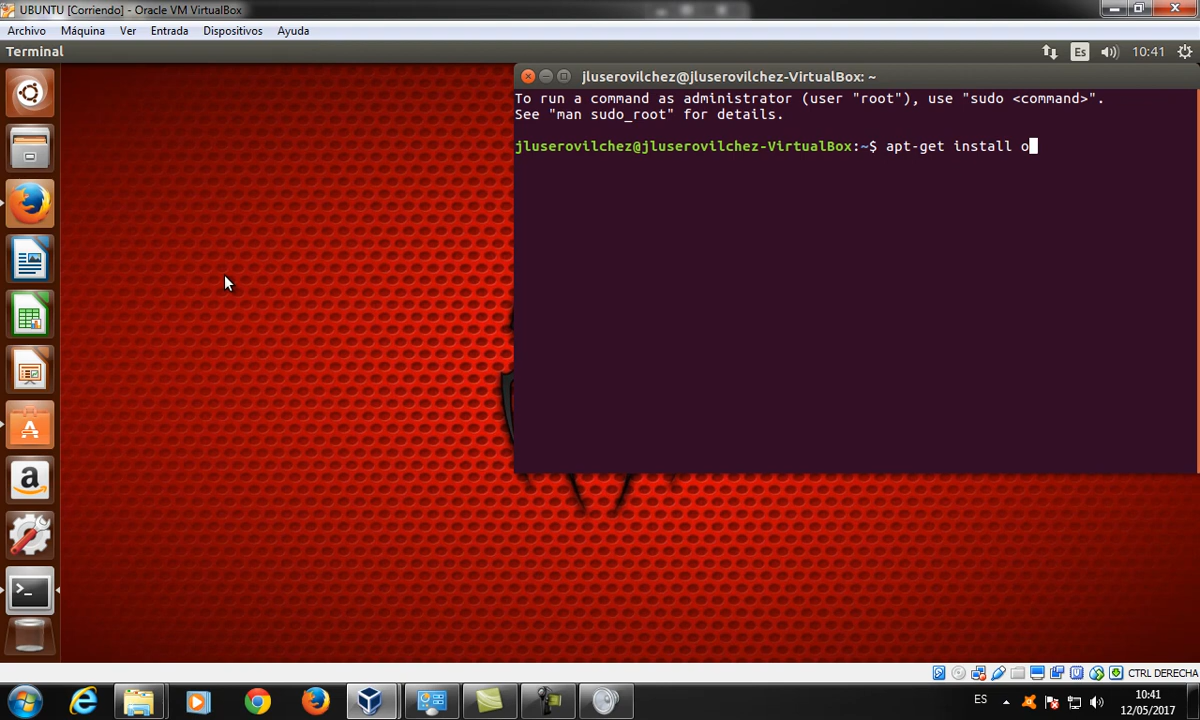 UBUNTU [Corriendo] - Oracle VM VirtualBox
Archivo Máquina Ver Entrada Dispositivos Ayuda
Terminal Es 10:41
jluserovilchez@jluserovilchez-VirtualBox: ~
To run a command as administrator (user "root"), use "sudo <command>".
See "man sudo_root" for details.
jluserovilchez@jluserovilchez-VirtualBox:~$ apt-get install o
CTRL DERECHA
ES 10:41
12/05/2017